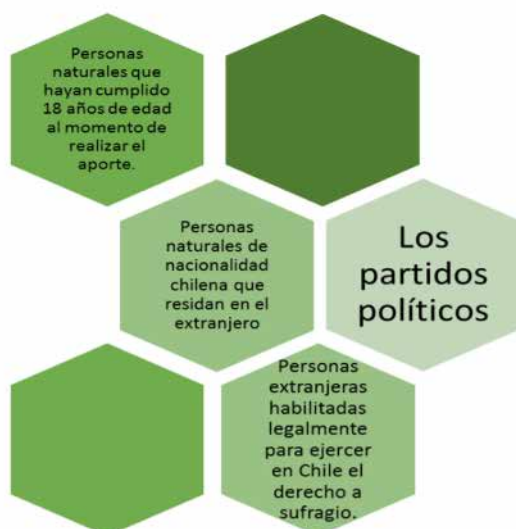 Personas
naturales que
hayan cumplido
18 años de edad
al momento de
realizar el
aporte.
Personas
naturales de
nacionalidad
chilena que
residan en el
extranjero
Los
partidos
políticos
Personas
extranjeras
habilitadas
legalmente
para ejercer
en Chile el
derecho a
sufragio.